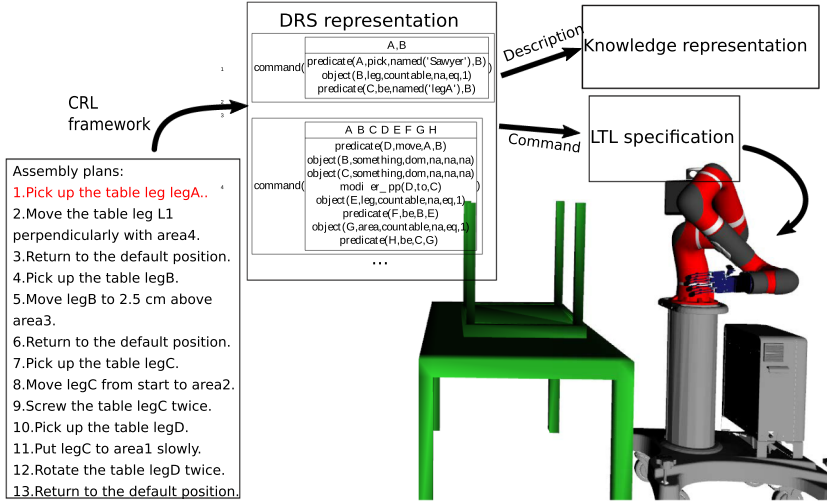 DRS representation
A,B
command(
predicate(A,pick,named('Sawyer'),B)
object(B,leg,countable,na,eq,1)
predicate(C,be,named('legA'),B)
)
A B C D E F G H
command(
predicate(D,move,A,B)
object(B,something,dom,na,na,na)
object(C,something,dom,na,na,na)
modi er_pp(D,to,C)
object(E,leg,countable,na,eq,1)
predicate(F,be,B,E)
object(G,area,countable,na,eq,1)
predicate(H,be,C,G)
)
...
1
2
3
4
Description
Knowledge representation
Command
LTL specification
CRL
framework
Assembly plans:
1.Pick up the table leg legA..
2.Move the table leg L1
perpendicularly with area4.
3.Return to the default position.
4.Pick up the table legB.
5.Move legB to 2.5 cm above
area3.
6.Return to the default position.
7.Pick up the table legC.
8.Move legC from start to area2.
9.Screw the table legC twice.
10.Pick up the table legD.
11.Put legC to area1 slowly.
12.Rotate the table legD twice.
13.Return to the default position.